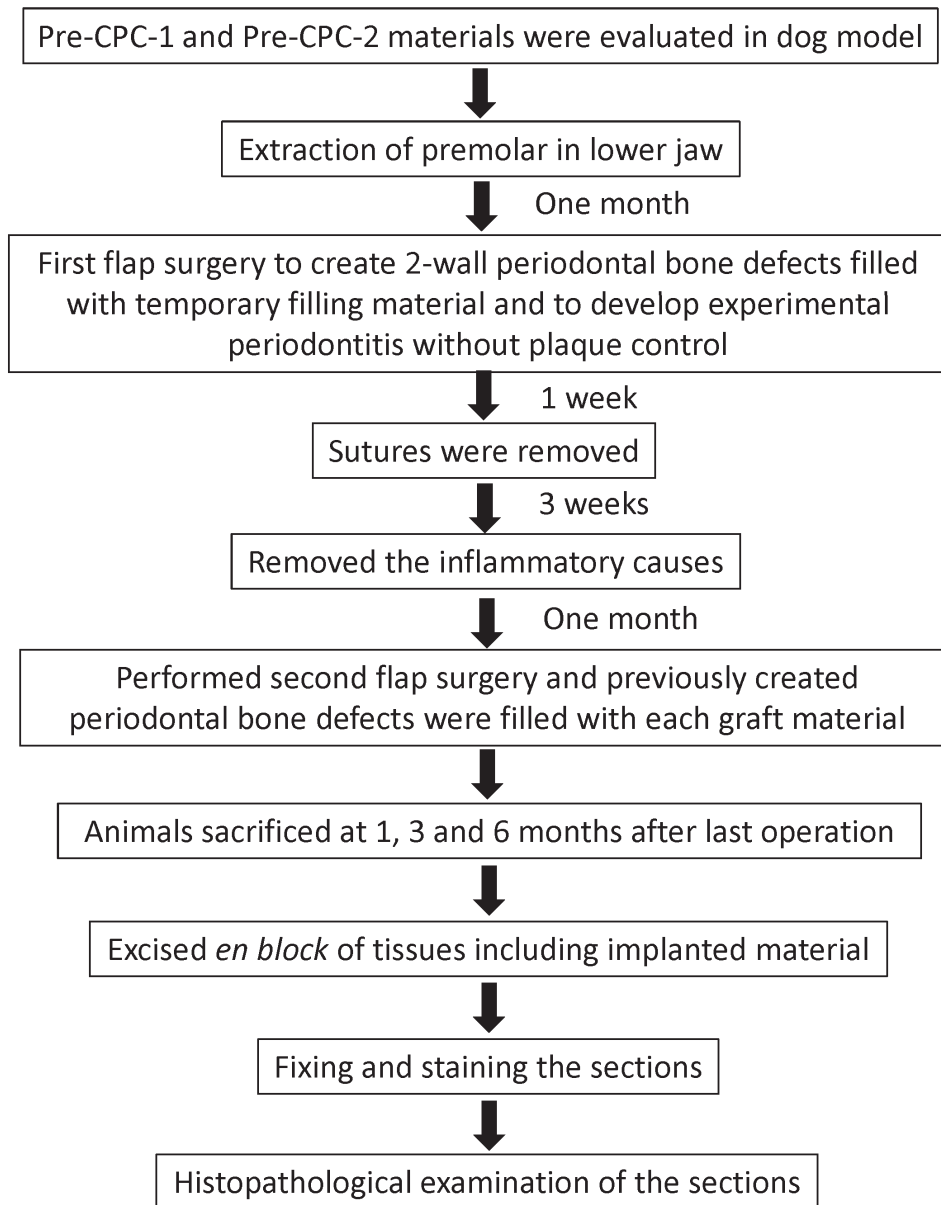 Pre-CPC-1 and Pre-CPC-2 materials were evaluated in dog model
Extraction of premolar in lower jaw
One month
First flap surgery to create 2-wall periodontal bone defects filled
with temporary filling material and to develop experimental
periodontitis without plaque control
1 week
Sutures were removed
3 weeks
Removed the inflammatory causes
One month
Performed second flap surgery and previously created
periodontal bone defects were filled with each graft material
Animals sacrificed at 1, 3 and 6 months after last operation
Excised en block of tissues including implanted material
Fixing and staining the sections
Histopathological examination of the sections